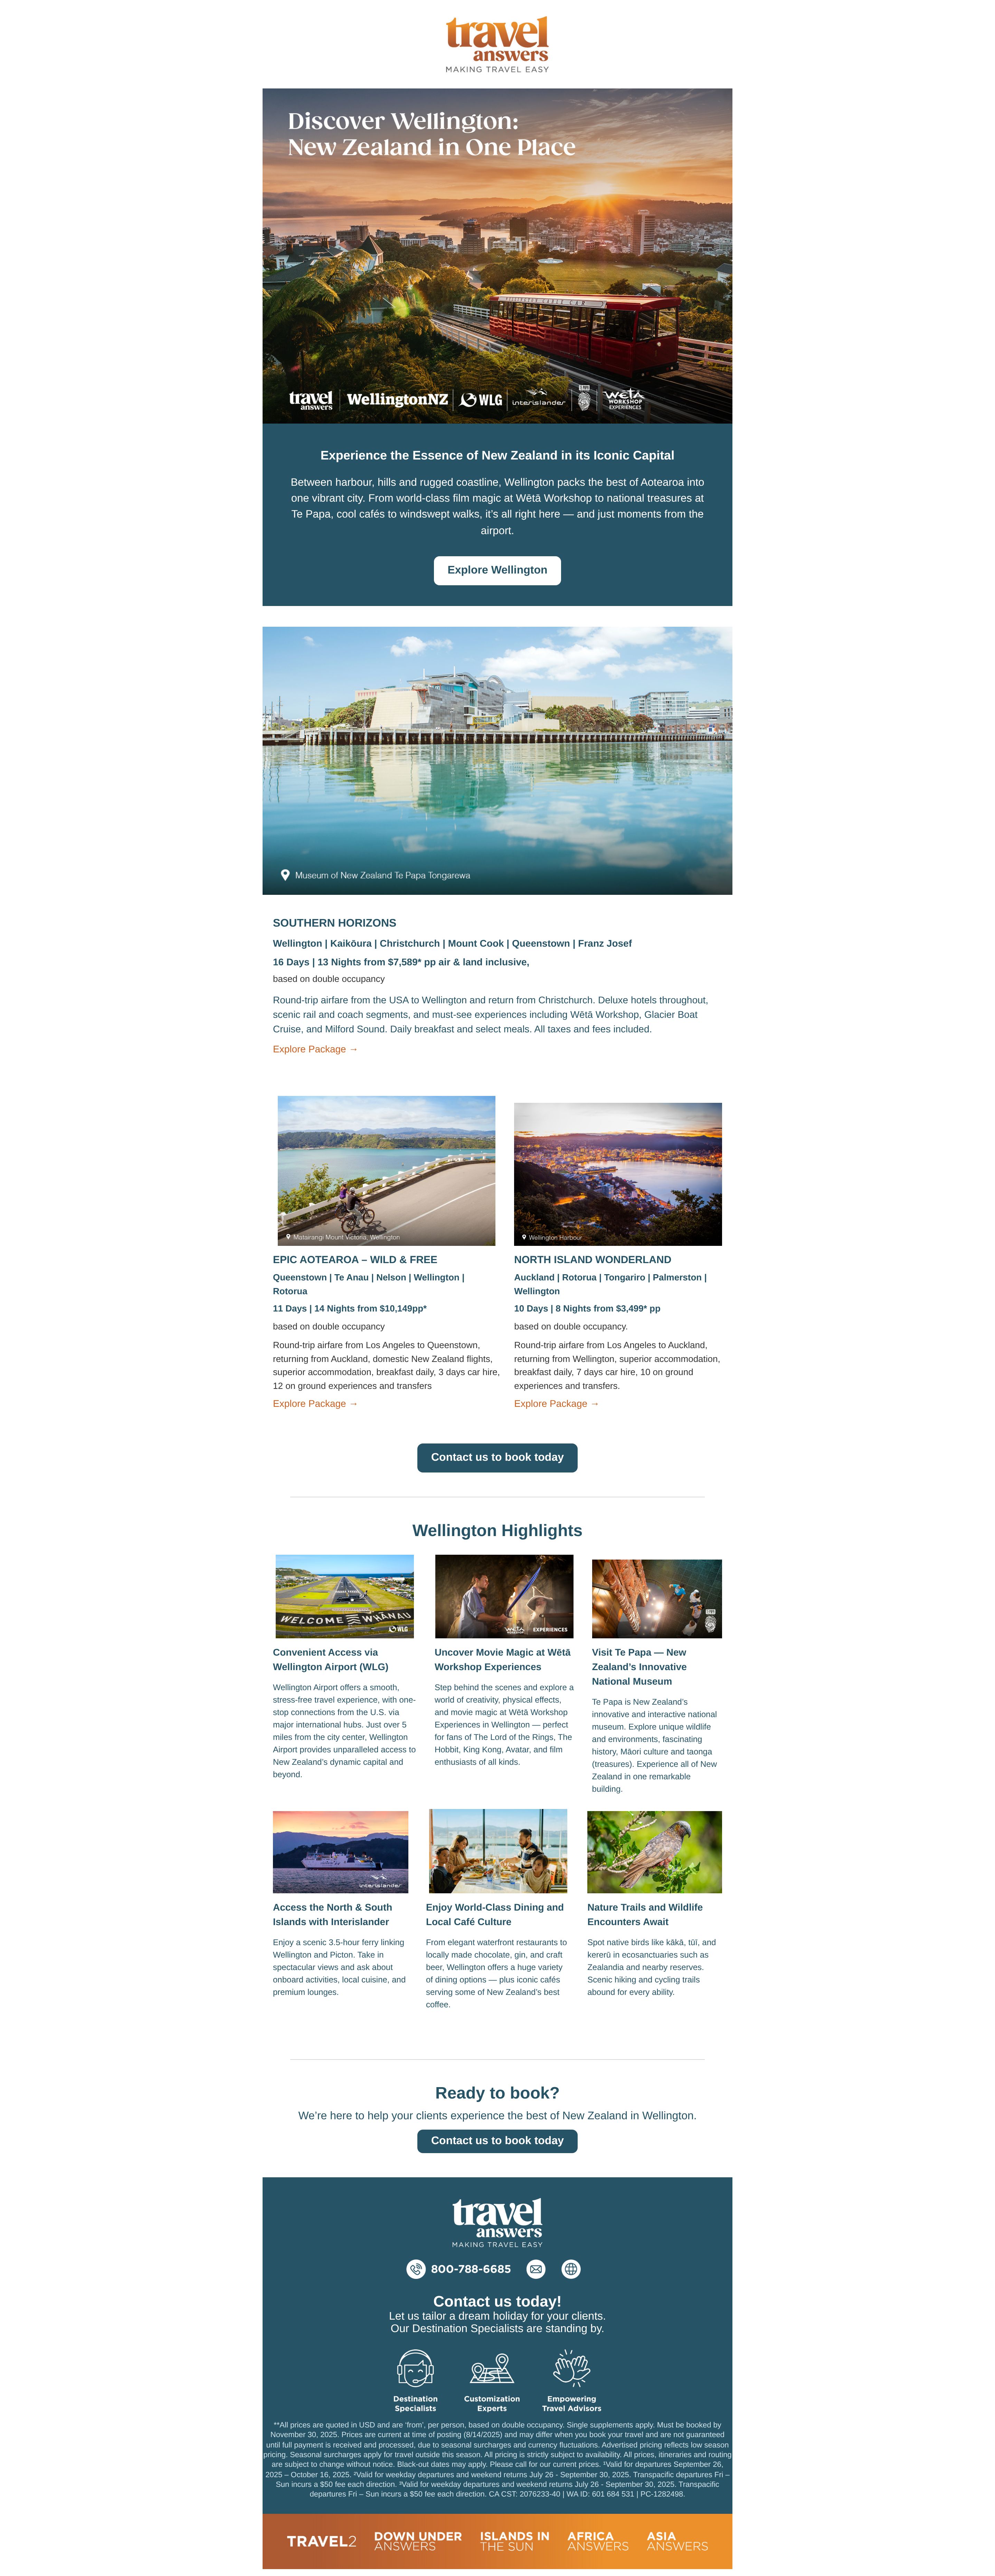 travel
answers
MAKING TRAVEL EASY
Discover Wellington:
New Zealand in One Place
travel answers WellingtonNZ WLG interislander WĒTĀ WORKSHOP EXPERIENCES
Experience the Essence of New Zealand in its Iconic Capital
Between harbour, hills and rugged coastline, Wellington packs the best of Aotearoa into
one vibrant city. From world-class film magic at Wētā Workshop to national treasures at
Te Papa, cool cafés to windswept walks, it's all right here — and just moments from the
airport.
Explore Wellington
Museum of New Zealand Te Papa Tongarewa
SOUTHERN HORIZONS
Wellington | Kaikōura | Christchurch | Mount Cook | Queenstown | Franz Josef
16 Days | 13 Nights from $7,589* pp air & land inclusive,
based on double occupancy
Round-trip airfare from the USA to Wellington and return from Christchurch. Deluxe hotels throughout,
scenic rail and coach segments, and must-see experiences including Wētā Workshop, Glacier Boat
Cruise, and Milford Sound. Daily breakfast and select meals. All taxes and fees included.
Explore Package →
Matairangi Mount Victoria, Wellington
EPIC AOTEAROA – WILD & FREE
Queenstown | Te Anau | Nelson | Wellington |
Rotorua
11 Days | 14 Nights from $10,149pp*
based on double occupancy
Round-trip airfare from Los Angeles to Queenstown,
returning from Auckland, domestic New Zealand flights,
superior accommodation, breakfast daily, 3 days car hire,
12 on ground experiences and transfers
Explore Package →
Wellington Harbour
NORTH ISLAND WONDERLAND
Auckland | Rotorua | Tongariro | Palmerston |
Wellington
10 Days | 8 Nights from $3,499* pp
based on double occupancy.
Round-trip airfare from Los Angeles to Auckland,
returning from Wellington, superior accommodation,
breakfast daily, 7 days car hire, 10 on ground
experiences and transfers.
Explore Package →
Contact us to book today
Wellington Highlights
WELCOME WHĀNAU
WLG
Convenient Access via
Wellington Airport (WLG)
Wellington Airport offers a smooth,
stress-free travel experience, with one-
stop connections from the U.S. via
major international hubs. Just over 5
miles from the city center, Wellington
Airport provides unparalleled access to
New Zealand's dynamic capital and
beyond.
WĒTĀ WORKSHOP EXPERIENCES
Uncover Movie Magic at Wētā
Workshop Experiences
Step behind the scenes and explore a
world of creativity, physical effects,
and movie magic at Wētā Workshop
Experiences in Wellington — perfect
for fans of The Lord of the Rings, The
Hobbit, King Kong, Avatar, and film
enthusiasts of all kinds.
Visit Te Papa — New
Zealand's Innovative
National Museum
Te Papa is New Zealand's
innovative and interactive national
museum. Explore unique wildlife
and environments, fascinating
history, Māori culture and taonga
(treasures). Experience all of New
Zealand in one remarkable
building.
interislander
Access the North & South
Islands with Interislander
Enjoy a scenic 3.5-hour ferry linking
Wellington and Picton. Take in
spectacular views and ask about
onboard activities, local cuisine, and
premium lounges.
Enjoy World-Class Dining and
Local Café Culture
From elegant waterfront restaurants to
locally made chocolate, gin, and craft
beer, Wellington offers a huge variety
of dining options — plus iconic cafés
serving some of New Zealand's best
coffee.
Nature Trails and Wildlife
Encounters Await
Spot native birds like kākā, tūī, and
kererū in ecosanctuaries such as
Zealandia and nearby reserves.
Scenic hiking and cycling trails
abound for every ability.
Ready to book?
We're here to help your clients experience the best of New Zealand in Wellington.
Contact us to book today
travel
answers
MAKING TRAVEL EASY
800-788-6685
Contact us today!
Let us tailor a dream holiday for your clients.
Our Destination Specialists are standing by.
Destination
Specialists
Customization
Experts
Empowering
Travel Advisors
**All prices are quoted in USD and are 'from', per person, based on double occupancy. Single supplements apply. Must be booked by
November 30, 2025. Prices are current at time of posting (8/14/2025) and may differ when you book your travel and are not guaranteed
until full payment is received and processed, due to seasonal surcharges and currency fluctuations. Advertised pricing reflects low season
pricing. Seasonal surcharges apply for travel outside this season. All pricing is strictly subject to availability. All prices, itineraries and routing
are subject to change without notice. Black-out dates may apply. Please call for our current prices. ¹Valid for departures September 26,
2025 – October 16, 2025. ²Valid for weekday departures and weekend returns July 26 - September 30, 2025. Transpacific departures Fri –
Sun incurs a $50 fee each direction. ³Valid for weekday departures and weekend returns July 26 - September 30, 2025. Transpacific
departures Fri – Sun incurs a $50 fee each direction. CA CST: 2076233-40 | WA ID: 601 684 531 | PC-1282498.
TRAVEL2
DOWN UNDER
ANSWERS
ISLANDS IN
THE SUN
AFRICA
ANSWERS
ASIA
ANSWERS